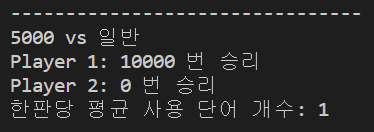 ---------------------------------
5000 vs 일반
Player 1: 10000 번 승리
Player 2: 0 번 승리
한판당 평균 사용 단어 개수: 1